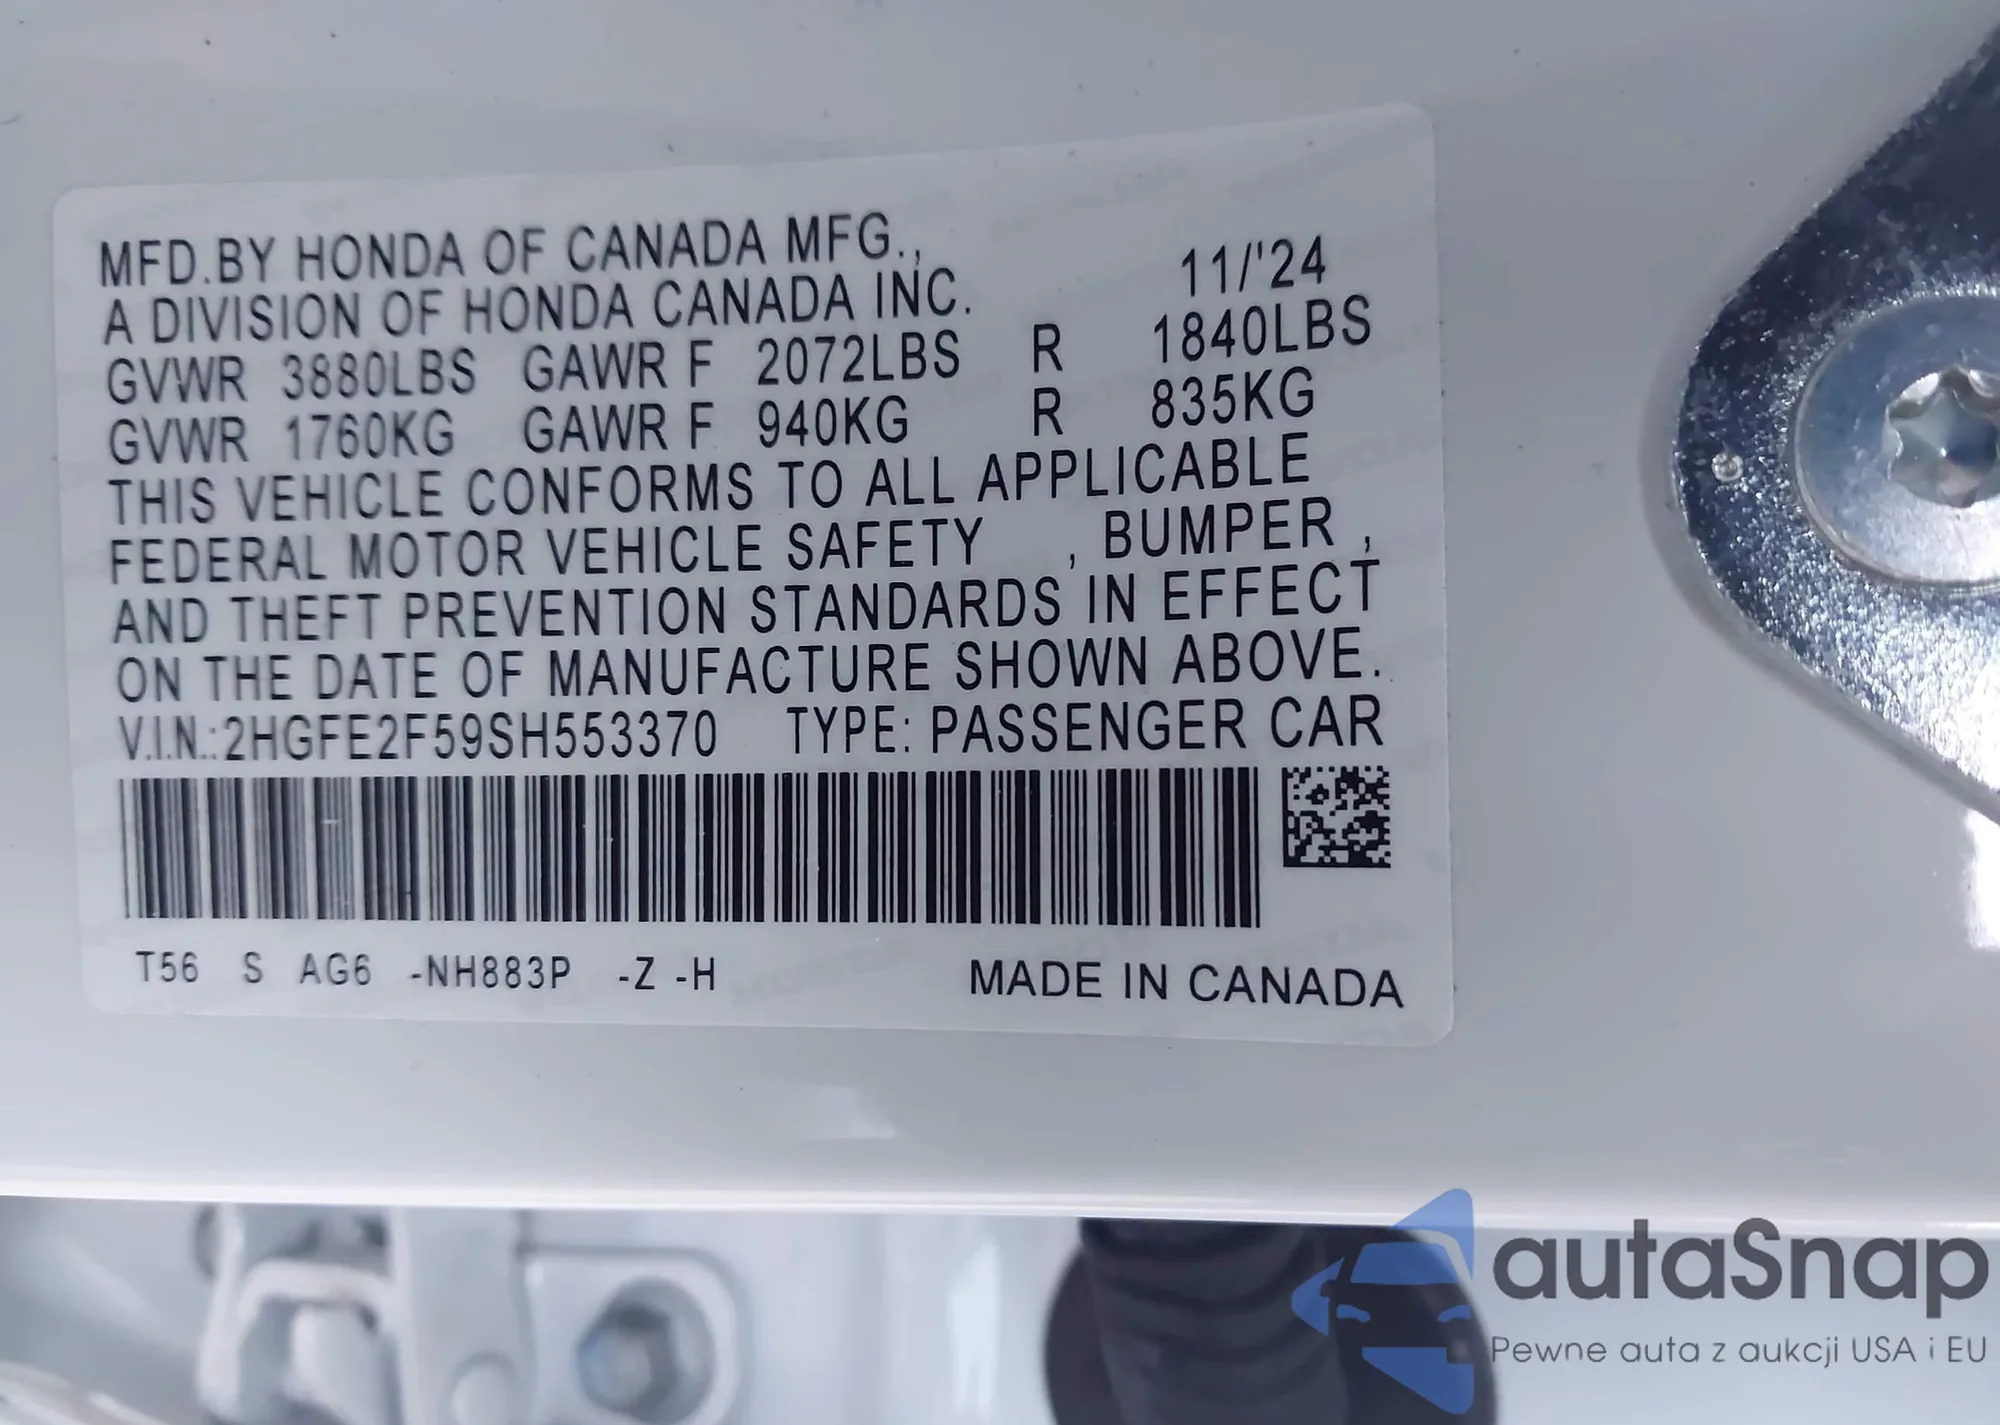 MFD.BY HONDA OF CANADA MFG.,
A DIVISION OF HONDA CANADA INC. 11/'24
GVWR 3880LBS GAWR F 2072LBS R 1840LBS
GVWR 1760KG GAWR F 940KG R 835KG
THIS VEHICLE CONFORMS TO ALL APPLICABLE
FEDERAL MOTOR VEHICLE SAFETY , BUMPER ,
AND THEFT PREVENTION STANDARDS IN EFFECT
ON THE DATE OF MANUFACTURE SHOWN ABOVE.
V.I.N.:2HGFE2F59SH553370 TYPE: PASSENGER CAR
T56 S AG6 -NH883P -Z -H MADE IN CANADA
autaSnap
Pewne auta z aukcji USA i EU